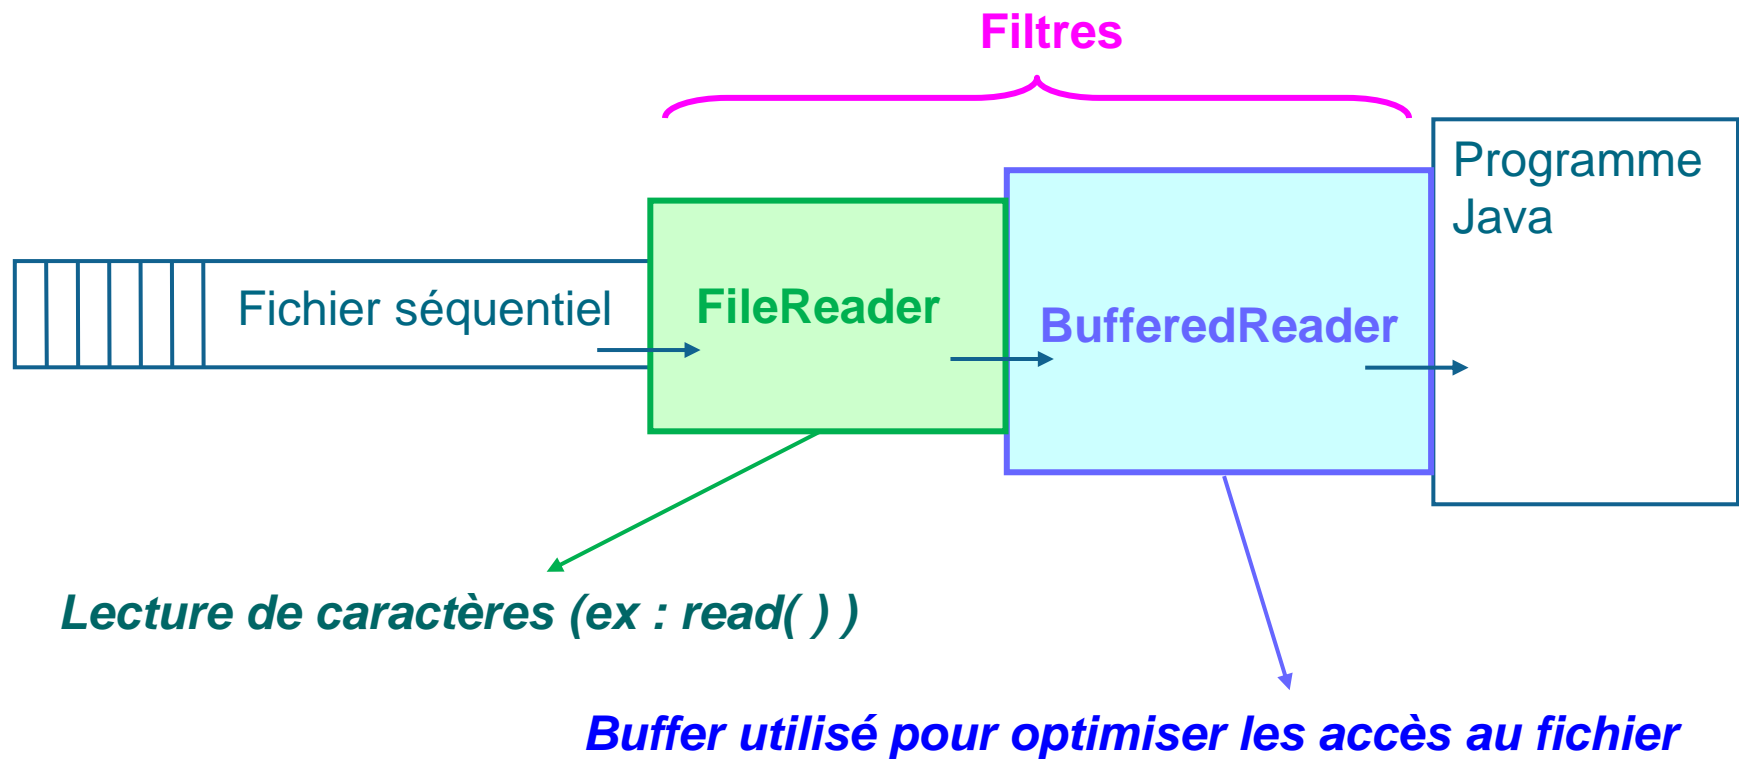 Filtres
Programme
Java
Fichier séquentiel
FileReader
BufferedReader
Lecture de caractères (ex : read( ) )
Buffer utilisé pour optimiser les accès au fichier